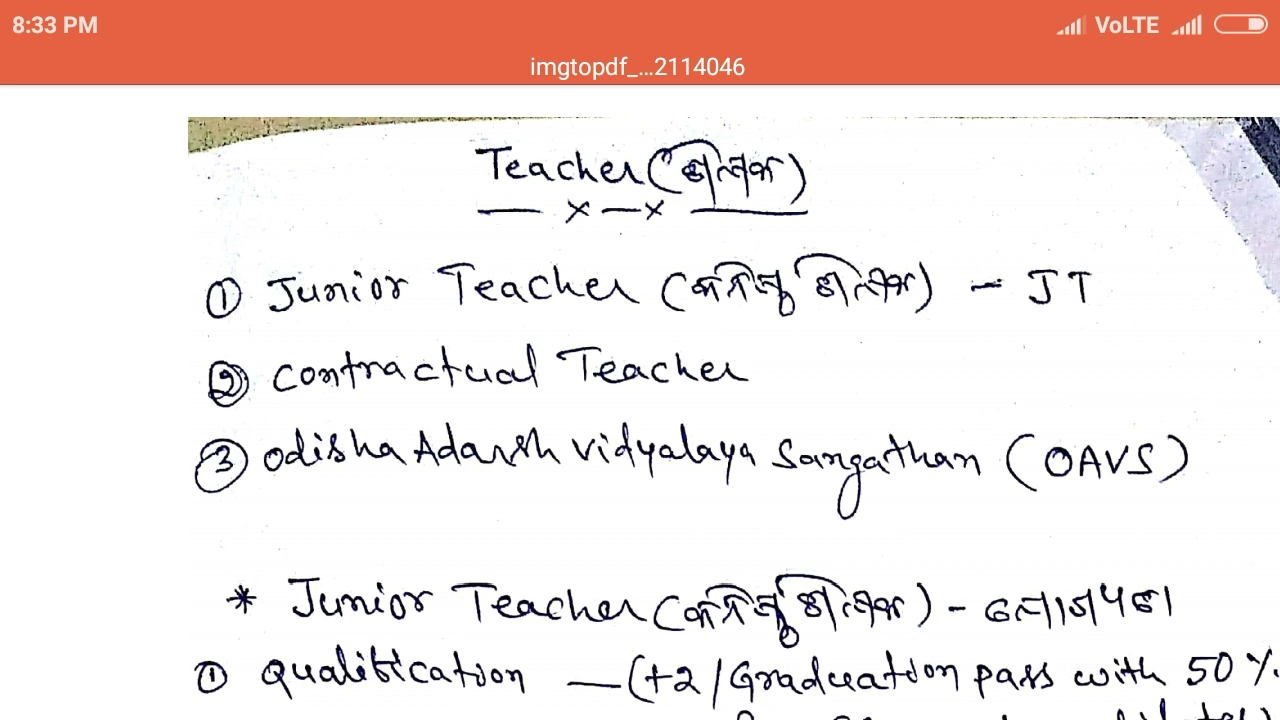 8:33 PM VoLTE
imgtopdf_...2114046
Teacher (ଶିକ୍ଷକ)
① Junior Teacher (କନିଷ୍ଠ ଶିକ୍ଷକ) - JT
② Contractual Teacher
③ Odisha Adarsh Vidyalaya Sangathan (OAVS)
* Junior Teacher (କନିଷ୍ଠ ଶିକ୍ଷକ) - ଯୋଗ୍ୟତା
① Qualification — (+2/Graduation pass with 50%